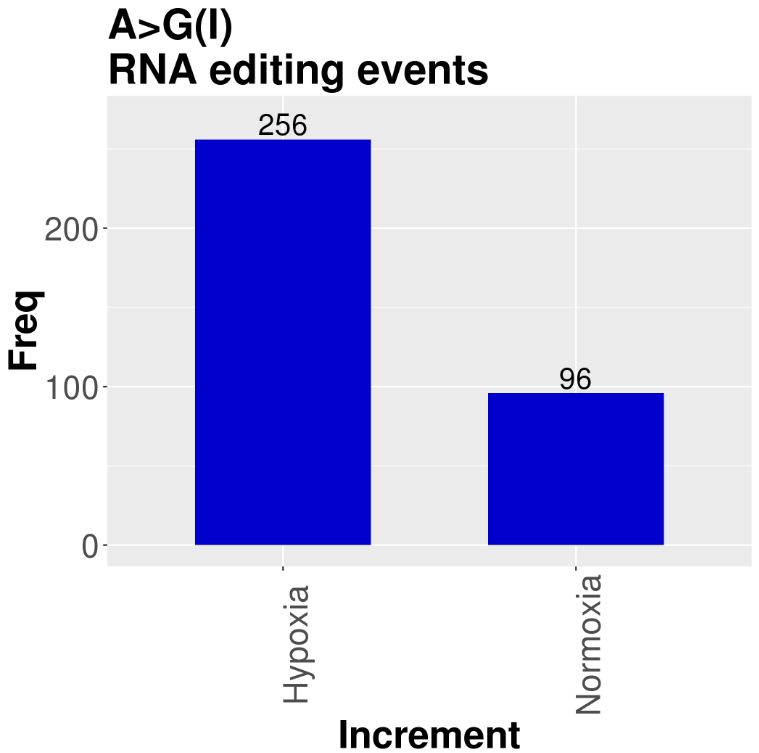 A>G(I)
RNA editing events
256
200
Freq
96
100
0
Hypoxia
Normoxia
Increment